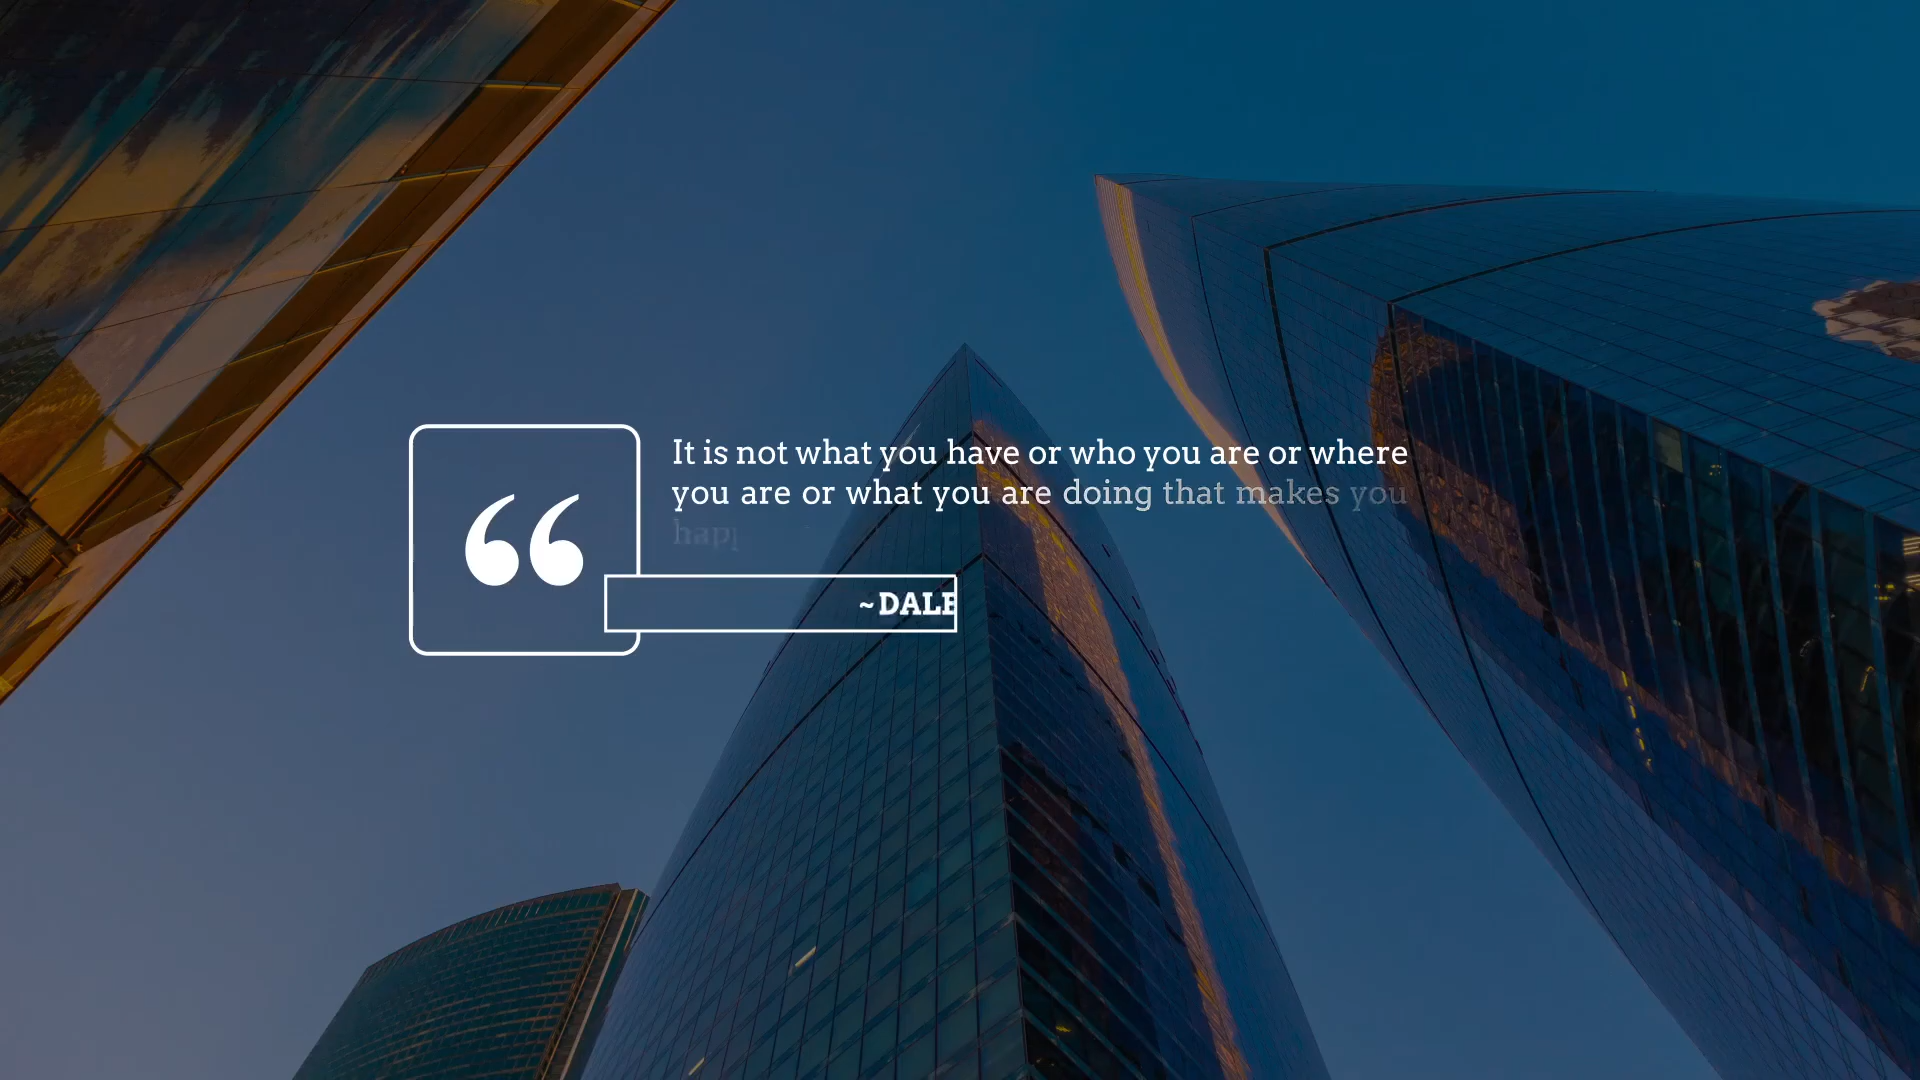 It is not what you have or who you are or where
you are or what you are doing that makes you
~DALE